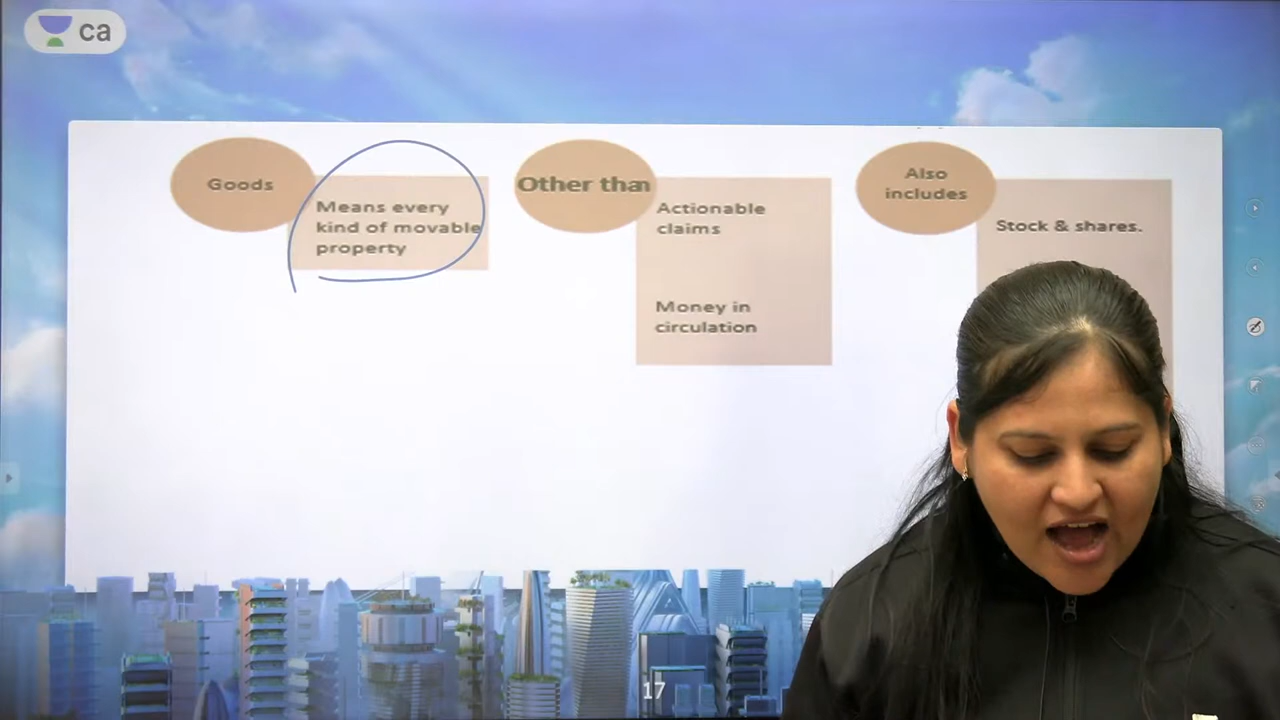 ca
Goods
Means every
kind of movable
property
Other than
Actionable
claims
Money in
circulation
Also
includes
Stock & shares.
17